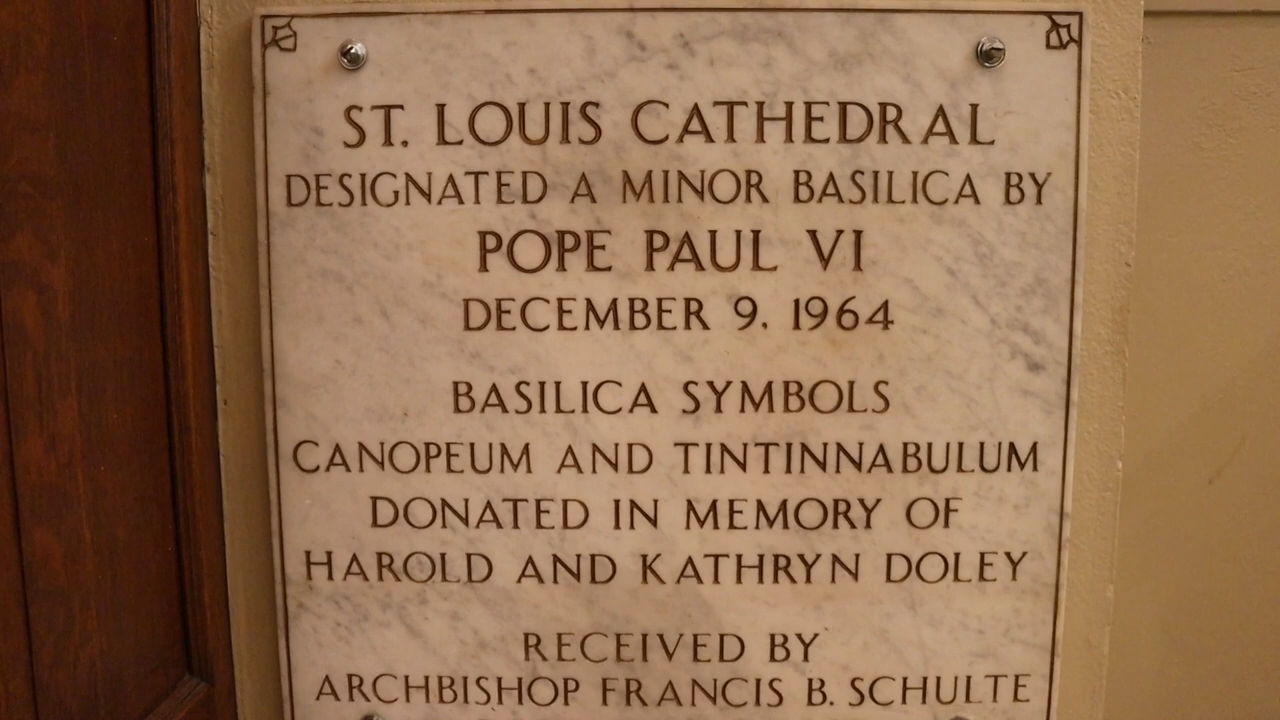 ST. LOUIS CATHEDRAL
DESIGNATED A MINOR BASILICA BY
POPE PAUL VI
DECEMBER 9, 1964
BASILICA SYMBOLS
CANOPEUM AND TINTINNABULUM
DONATED IN MEMORY OF
HAROLD AND KATHRYN DOLEY
RECEIVED BY
ARCHBISHOP FRANCIS B. SCHULTE